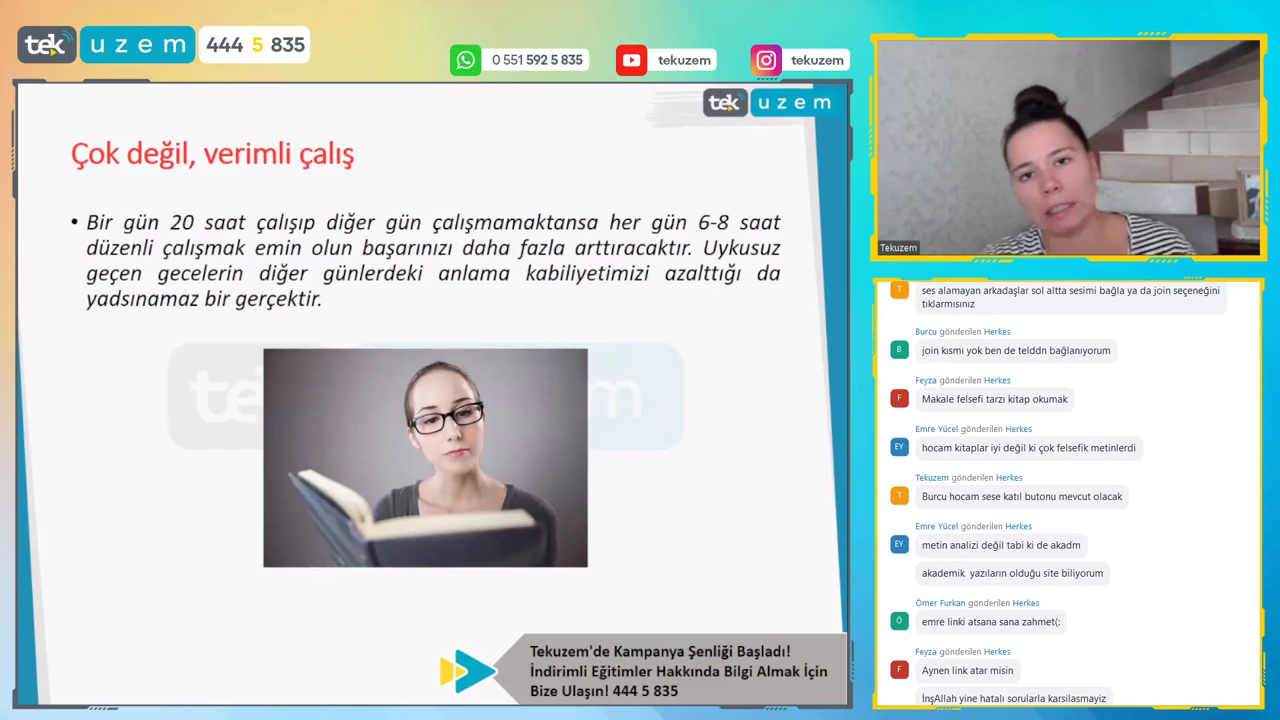 tek uzem 444 5 835
0 551 592 5 835
tekuzem
tekuzem
tek uzem
Çok değil, verimli çalış
• Bir gün 20 saat çalışıp diğer gün çalışmamaktansa her gün 6-8 saat
düzenli çalışmak emin olun başarınızı daha fazla arttıracaktır. Uykusuz
geçen gecelerin diğer günlerdeki anlama kabiliyetimizi azalttığı da
yadsınamaz bir gerçektir.
te m
Tekuzem'de Kampanya Şenliği Başladı!
İndirimli Eğitimler Hakkında Bilgi Almak İçin
Bize Ulaşın! 444 5 835
Tekuzem
T
ses alamayan arkadaşlar sol altta sesimi bağla ya da join seçeneğini
tıklarmısınız
Burcu gönderilen Herkes
B
join kısmı yok ben de telddn bağlanıyorum
Feyza gönderilen Herkes
F
Makale felsefi tarzı kitap okumak
Emre Yücel gönderilen Herkes
EY
hocam kitaplar iyi değil ki çok felsefik metinlerdi
Tekuzem gönderilen Herkes
T
Burcu hocam sese katıl butonu mevcut olacak
Emre Yücel gönderilen Herkes
EY
metin analizi değil tabi ki de akadm
akademik yazıların olduğu site biliyorum
Ömer Furkan gönderilen Herkes
Ö
emre linki atsana sana zahmet(:
Feyza gönderilen Herkes
F
Aynen link atar misin
İnşAllah yine hatalı sorularla karsilasmayiz